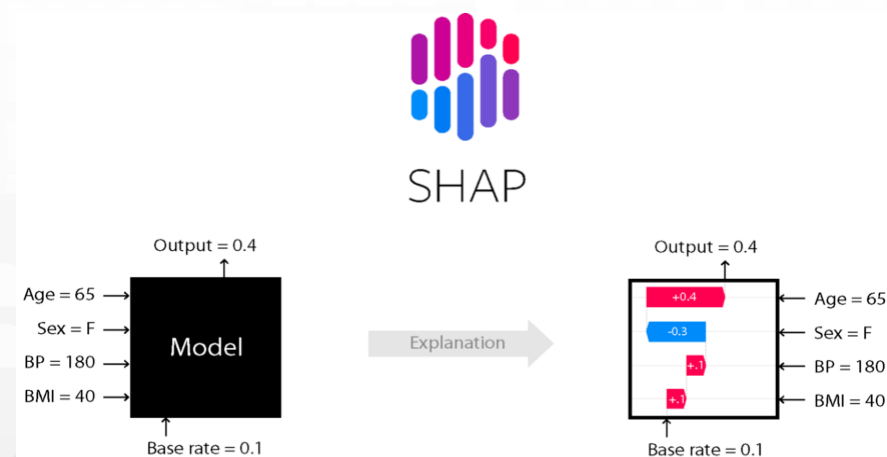 SHAP
Output = 0.4
Age = 65
Sex = F
BP = 180
BMI = 40
Model
Base rate = 0.1
Explanation
Output = 0.4
+0.4
-0.3
+.1
+.1
Age = 65
Sex = F
BP = 180
BMI = 40
Base rate = 0.1